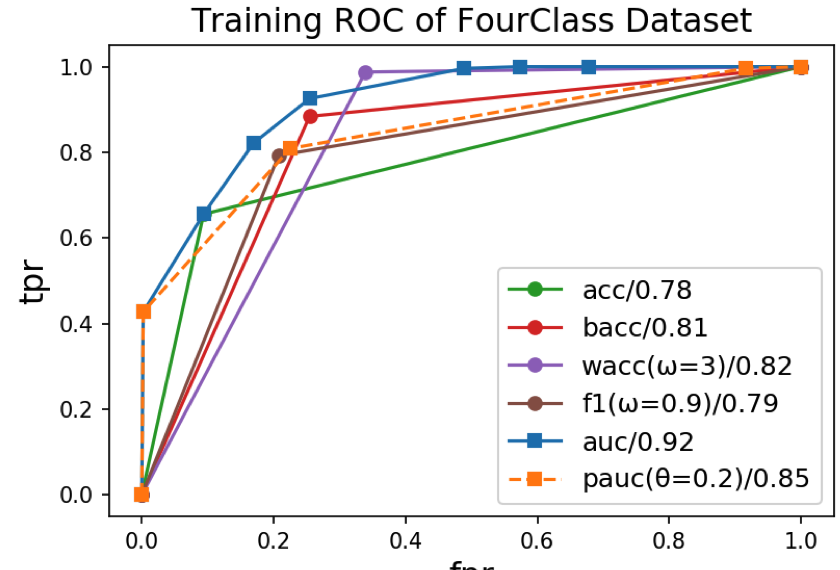 Training ROC of FourClass Dataset
tpr
1.0
0.8
0.6
0.4
0.2
0.0
acc/0.78
bacc/0.81
wacc(ω=3)/0.82
f1(ω=0.9)/0.79
auc/0.92
pauc(θ=0.2)/0.85
0.0 0.2 0.4 0.6 0.8 1.0
fpr